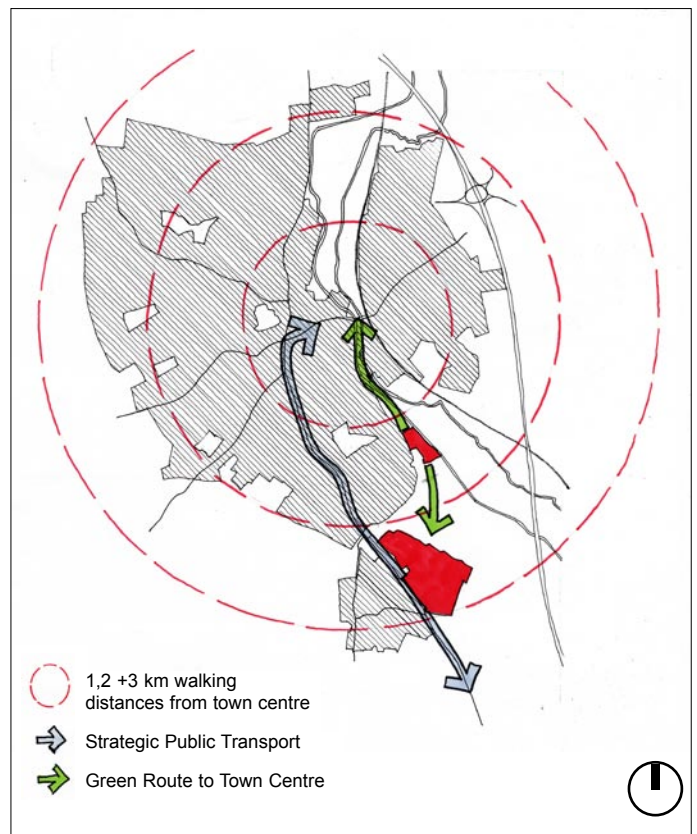 1,2 +3 km walking
distances from town centre
Strategic Public Transport
Green Route to Town Centre